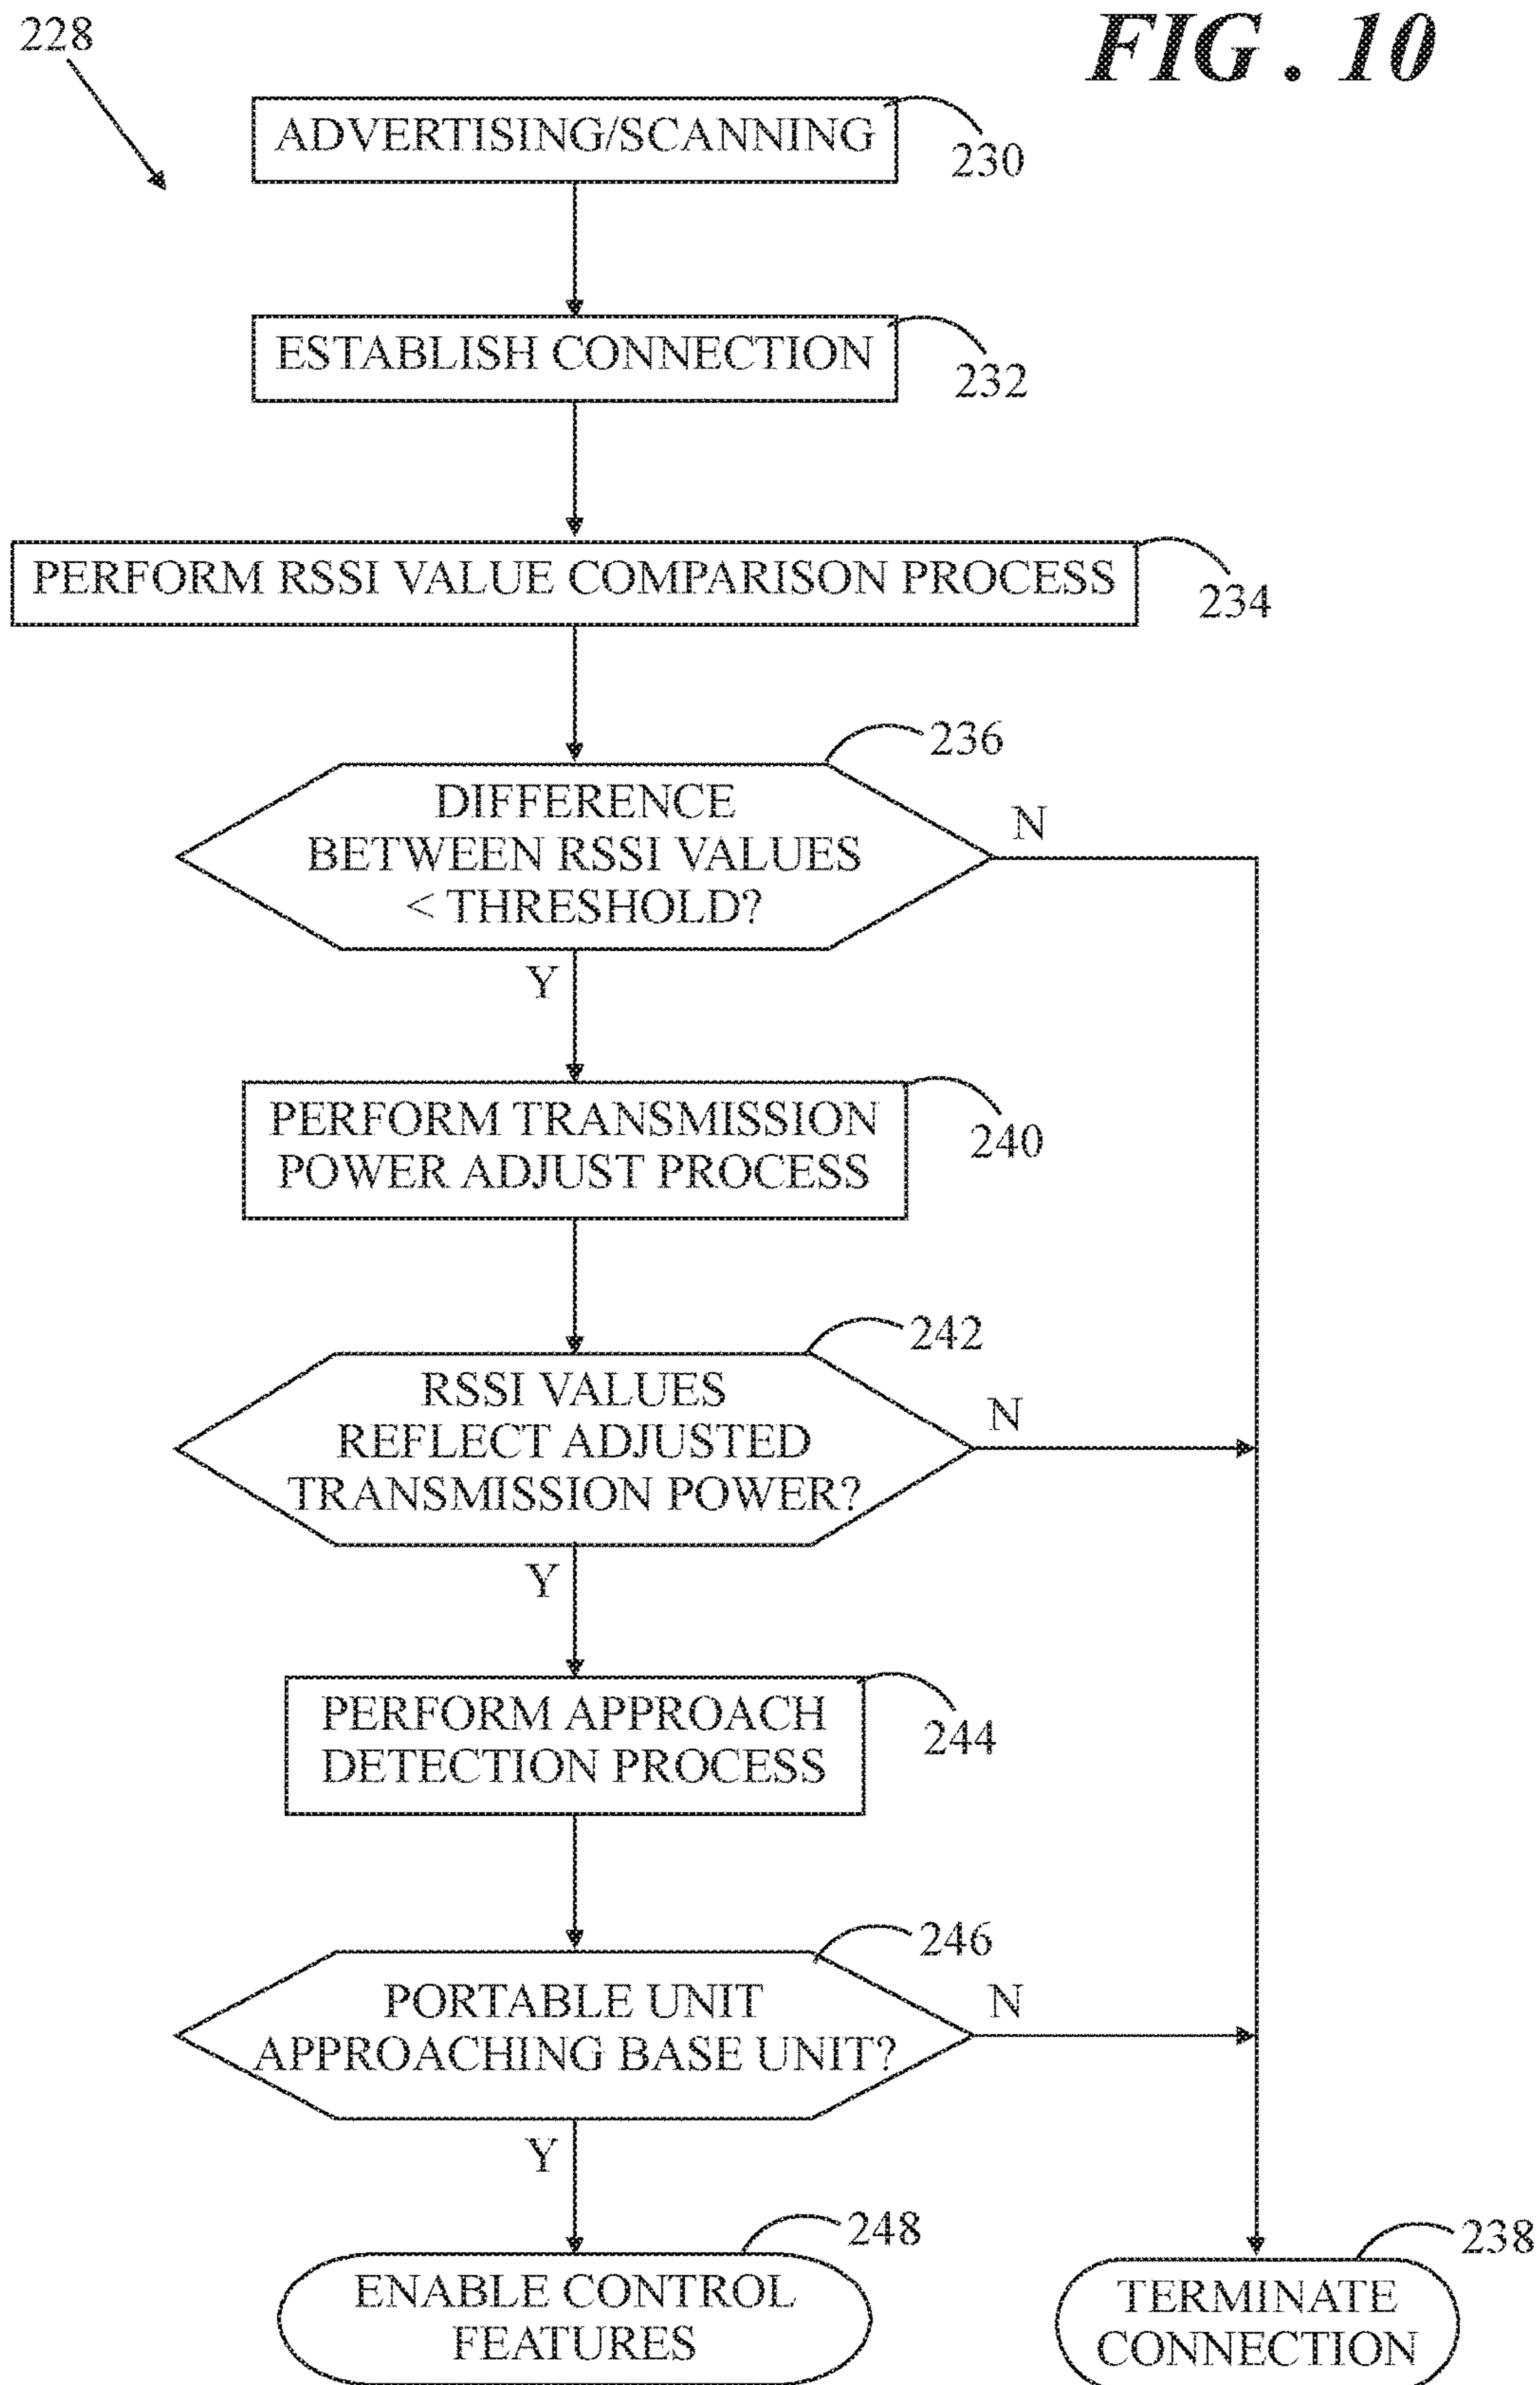 228
FIG. 10
ADVERTISING/SCANNING
230
ESTABLISH CONNECTION
232
PERFORM RSSI VALUE COMPARISON PROCESS
234
236
DIFFERENCE
BETWEEN RSSI VALUES
< THRESHOLD?
N
Y
PERFORM TRANSMISSION
POWER ADJUST PROCESS
240
242
RSSI VALUES
REFLECT ADJUSTED
TRANSMISSION POWER?
N
Y
PERFORM APPROACH
DETECTION PROCESS
244
246
PORTABLE UNIT
APPROACHING BASE UNIT?
N
Y
248
ENABLE CONTROL
FEATURES
238
TERMINATE
CONNECTION